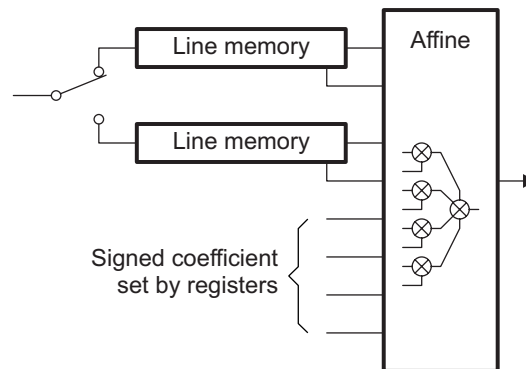 Line memory
Affine
Line memory
Signed coefficient
set by registers